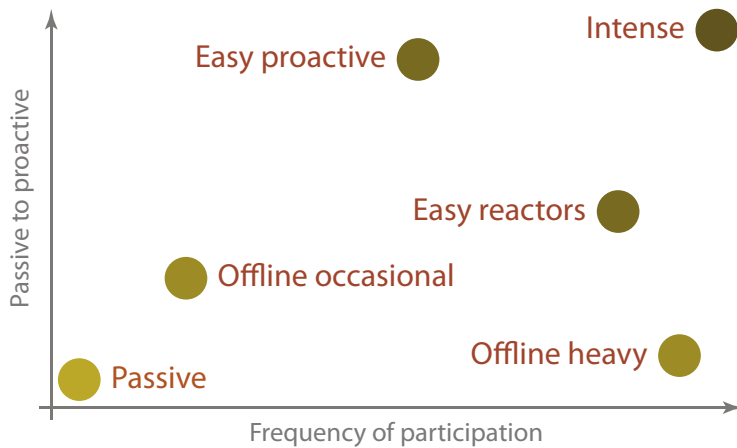 Intense
Easy proactive
Passive to proactive
Easy reactors
Offline occasional
Offline heavy
Passive
Frequency of participation